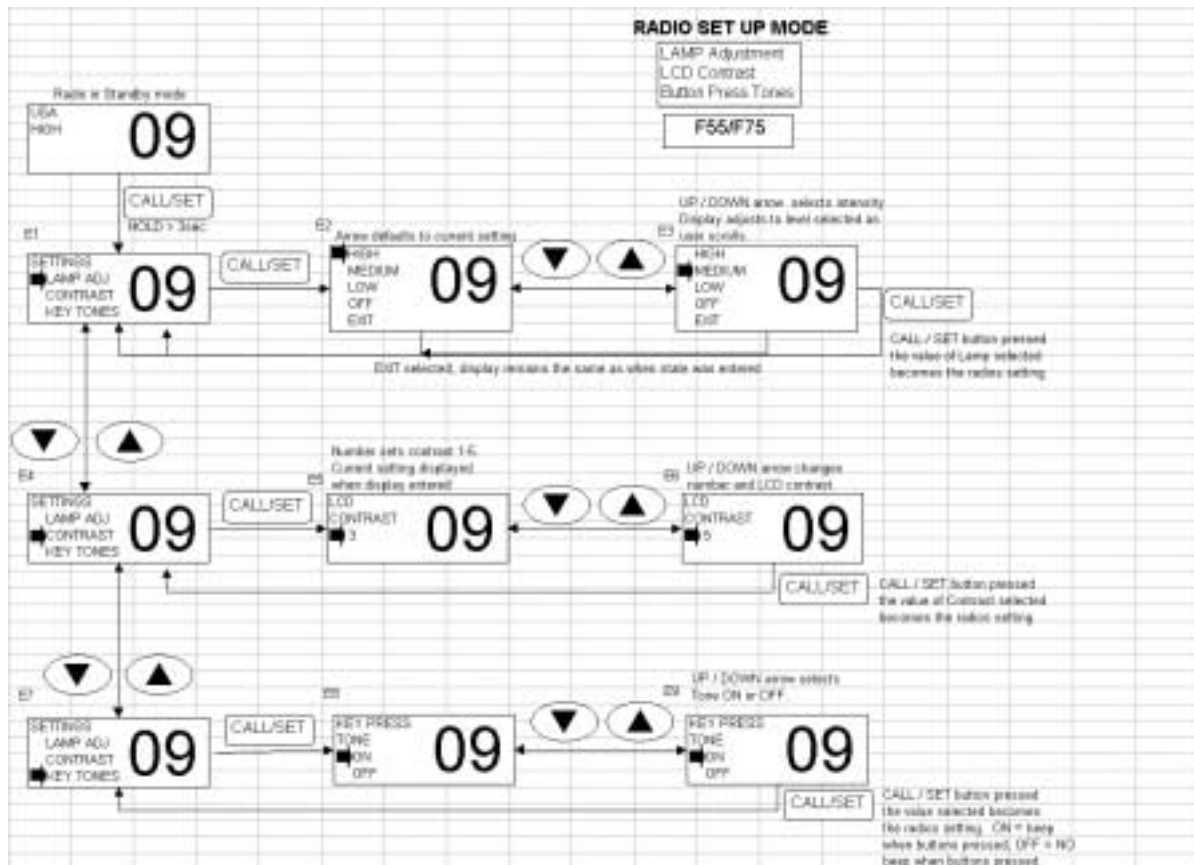 RADIO SET UP MODE
LAMP Adjustment
LCD Contrast
Button Press Tones
F55/F75
Radio in Standby mode
USA
HIGH
09
CALL/SET
HOLD > 3sec
E1
SETTINGS
LAMP ADJ
CONTRAST
KEY TONES
09
CALL/SET
E2
Arrow defaults to current setting
HIGH
MEDIUM
LOW
OFF
EXIT
09
UP / DOWN arrow selects intensity
Display adjusts to level selected as
user scrolls.
E3
HIGH
MEDIUM
LOW
OFF
EXIT
09
CALL/SET
CALL / SET button pressed
the value of Lamp selected
becomes the radios setting
EXIT selected, display remains the same as when state was entered
E4
SETTINGS
LAMP ADJ
CONTRAST
KEY TONES
09
CALL/SET
Number sets contrast 1-5.
Current setting displayed
when display entered
E5
LCD
CONTRAST
3
09
E6
UP / DOWN arrow changes
number and LCD contrast
LCD
CONTRAST
5
09
CALL/SET
CALL / SET button pressed
the value of Contrast selected
becomes the radios setting
E7
SETTINGS
LAMP ADJ
CONTRAST
KEY TONES
09
CALL/SET
E8
KEY PRESS
TONE
ON
OFF
09
E9
UP / DOWN arrow selects
Tone ON or OFF.
KEY PRESS
TONE
ON
OFF
09
CALL/SET
CALL / SET button pressed
the value selected becomes
the radios setting. ON = beep
when buttons pressed, OFF = NO
beep when buttons pressed